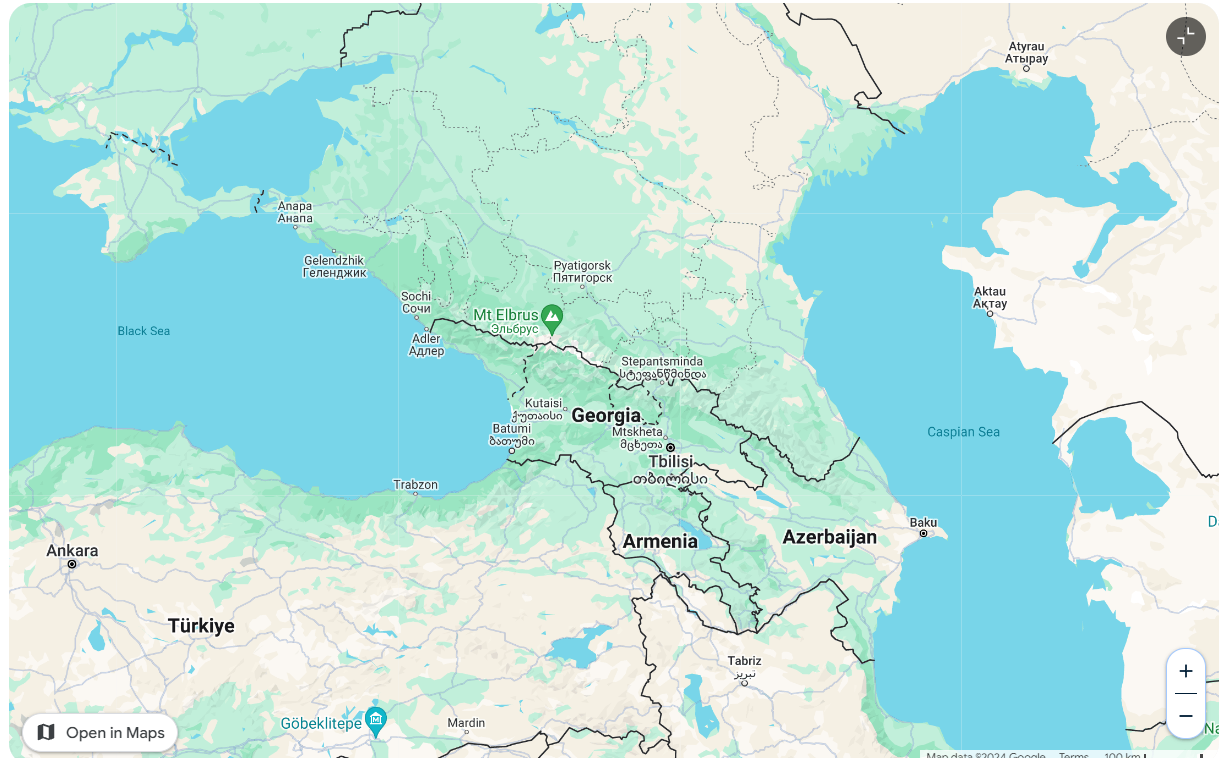 Atyrau
Атырау
Anapa
Анапа
Gelendzhik
Геленджик
Pyatigorsk
Пятигорск
Aktau
Ақтау
Sochi
Сочи
Mt Elbrus
Эльбрус
Black Sea
Adler
Адлер
Stepantsminda
სტეფანწმინდა
Kutaisi
ქუთაისი
Georgia
Batumi
ბათუმი
Mtskheta
მცხეთა
Caspian Sea
Tbilisi
თბილისი
Trabzon
Baku
Armenia
Azerbaijan
Ankara
Türkiye
Tabriz
تبریز
Göbeklitepe
Mardin
Open in Maps
+
−
Map data ©2024 Google Terms 100 km